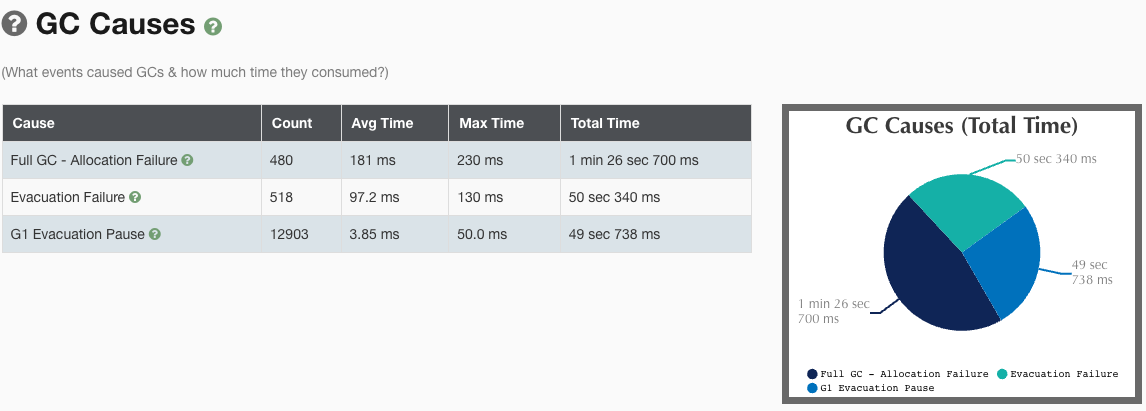 GC Causes
(What events caused GCs & how much time they consumed?)
Cause Count Avg Time Max Time Total Time
Full GC - Allocation Failure 480 181 ms 230 ms 1 min 26 sec 700 ms
Evacuation Failure 518 97.2 ms 130 ms 50 sec 340 ms
G1 Evacuation Pause 12903 3.85 ms 50.0 ms 49 sec 738 ms
GC Causes (Total Time)
50 sec 340 ms
49 sec
738 ms
1 min 26 sec
700 ms
Full GC - Allocation Failure Evacuation Failure
G1 Evacuation Pause